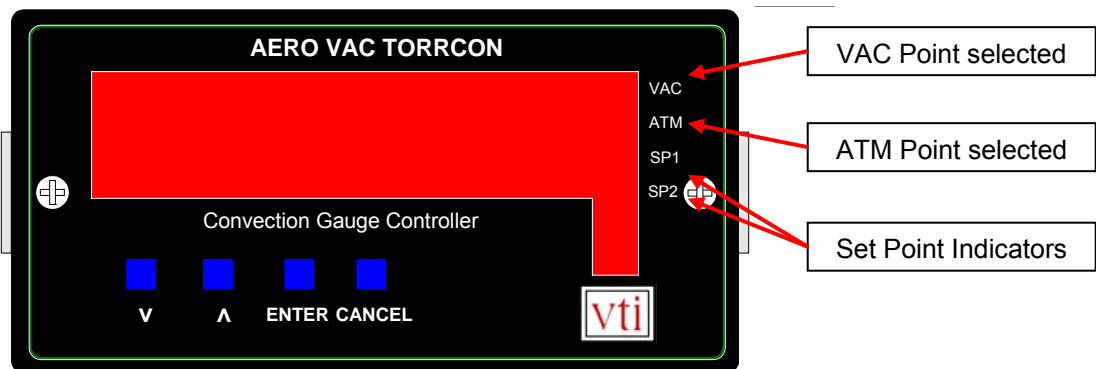 AERO VAC TORRCON
VAC
ATM
SP1
SP2
Convection Gauge Controller
V Λ ENTER CANCEL
vti
VAC Point selected
ATM Point selected
Set Point Indicators